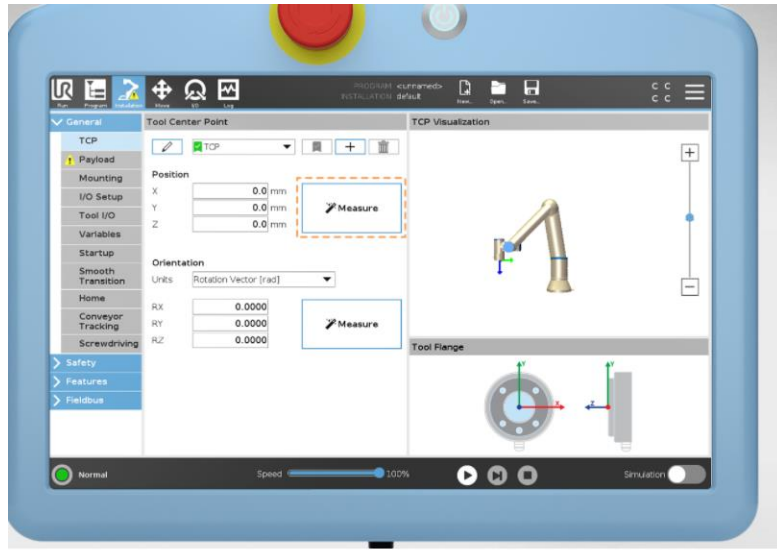 PROGRAM <unnamed>
INSTALLATION default
Run Program Installation Move I/O Log New... Open... Save...
C C
C C
General
TCP
Payload
Mounting
I/O Setup
Tool I/O
Variables
Startup
Smooth
Transition
Home
Conveyor
Tracking
Screwdriving
Safety
Features
Fieldbus
Tool Center Point
TCP
Position
X 0.0 mm
Y 0.0 mm
Z 0.0 mm
Measure
Orientation
Units Rotation Vector [rad]
RX 0.0000
RY 0.0000
RZ 0.0000
Measure
TCP Visualization
Tool Flange
Y
X
Y
Z
Normal
Speed 100%
Simulation